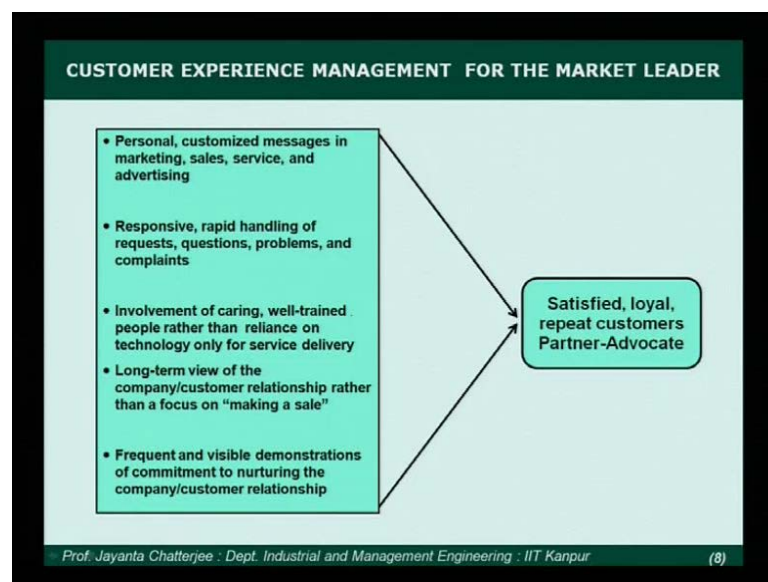 CUSTOMER EXPERIENCE MANAGEMENT FOR THE MARKET LEADER
• Personal, customized messages in
marketing, sales, service, and
advertising
• Responsive, rapid handling of
requests, questions, problems, and
complaints
• Involvement of caring, well-trained
people rather than reliance on
technology only for service delivery
• Long-term view of the
company/customer relationship rather
than a focus on “making a sale”
• Frequent and visible demonstrations
of commitment to nurturing the
company/customer relationship
Satisfied, loyal,
repeat customers
Partner-Advocate
Prof. Jayanta Chatterjee : Dept. Industrial and Management Engineering : IIT Kanpur
(8)